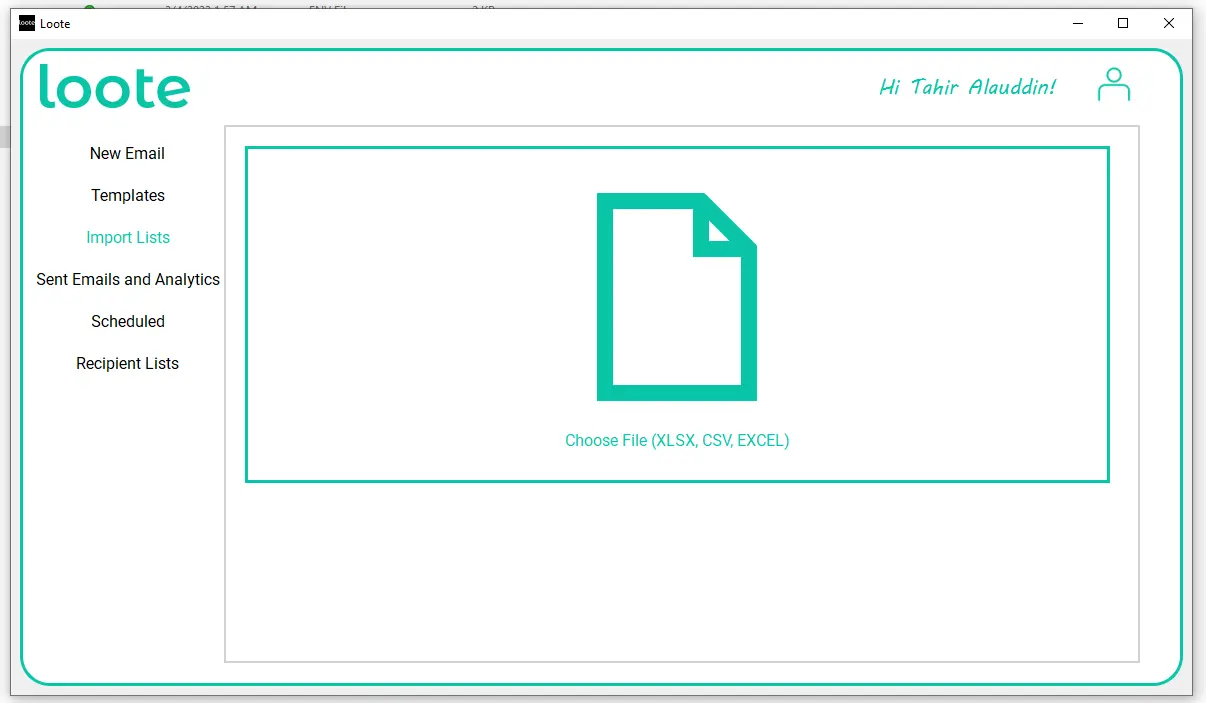 Loote
loote
Hi Tahir Alauddin!
New Email
Templates
Import Lists
Sent Emails and Analytics
Scheduled
Recipient Lists
Choose File (XLSX, CSV, EXCEL)